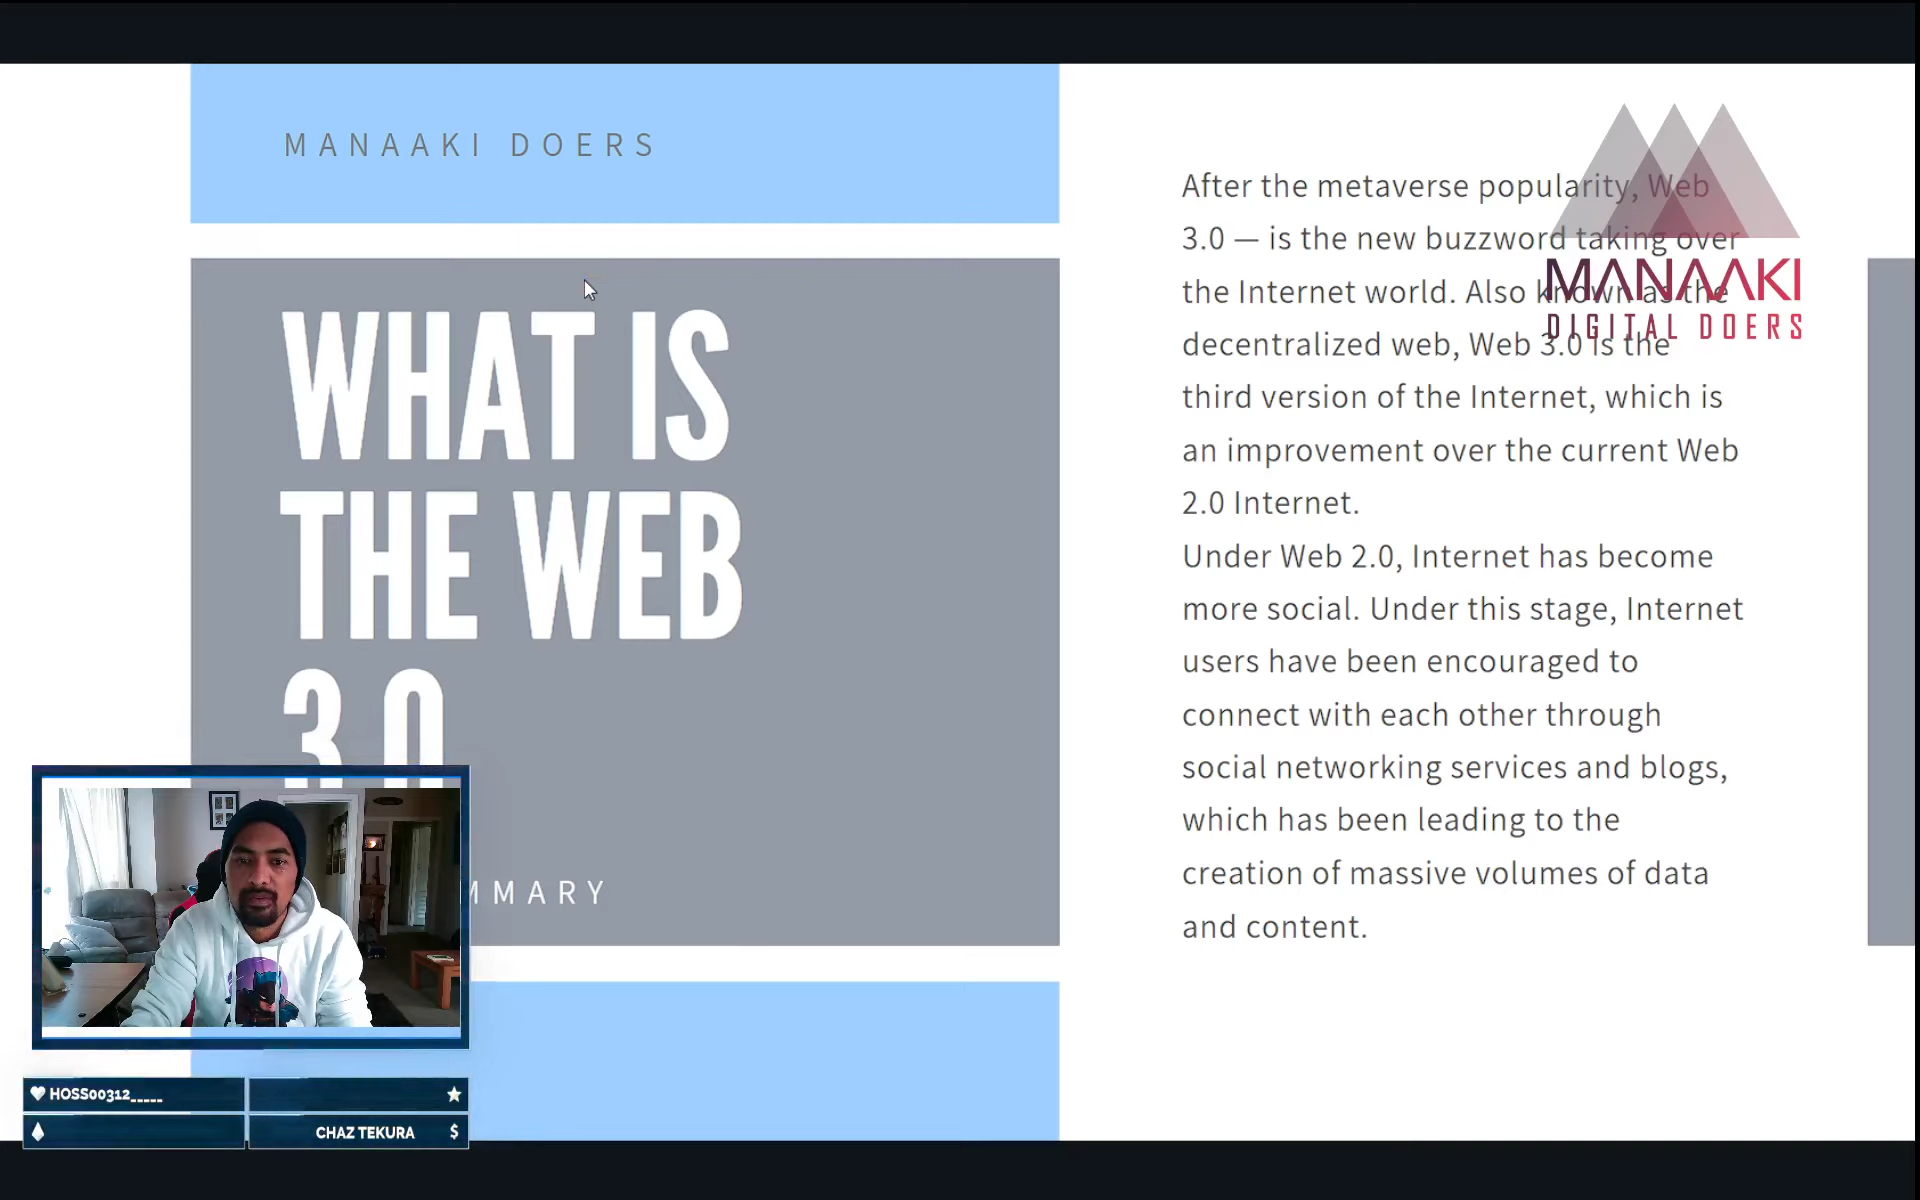 MANAAKI DOERS
WHAT IS
THE WEB
3.0
MMARY
After the metaverse popularity, Web
3.0 — is the new buzzword taking over
the Internet world. Also known as the
decentralized web, Web 3.0 is the
third version of the Internet, which is
an improvement over the current Web
2.0 Internet.
Under Web 2.0, Internet has become
more social. Under this stage, Internet
users have been encouraged to
connect with each other through
social networking services and blogs,
which has been leading to the
creation of massive volumes of data
and content.
MANAAKI
DIGITAL DOERS
HOSS00312_____
CHAZ TEKURA $